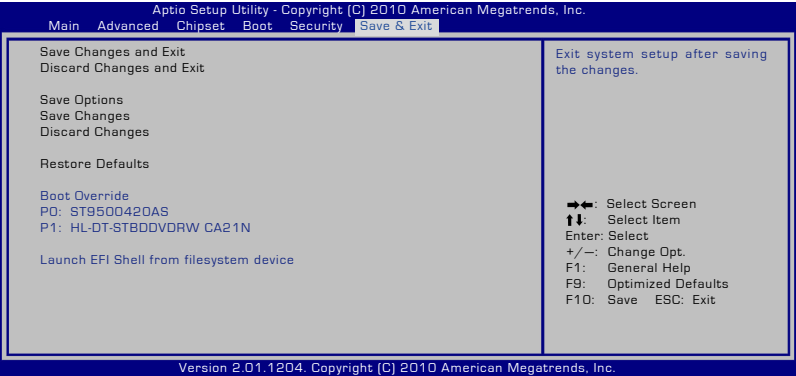 Aptio Setup Utility - Copyright (C) 2010 American Megatrends, Inc.
Main Advanced Chipset Boot Security Save & Exit
Save Changes and Exit
Discard Changes and Exit
Save Options
Save Changes
Discard Changes
Restore Defaults
Boot Override
P0: ST9500420AS
P1: HL-DT-STBDDVDRW CA21N
Launch EFI Shell from filesystem device
Exit system setup after saving
the changes.
→←: Select Screen
↑↓: Select Item
Enter: Select
+/—: Change Opt.
F1: General Help
F9: Optimized Defaults
F10: Save ESC: Exit
Version 2.01.1204. Copyright (C) 2010 American Megatrends, Inc.